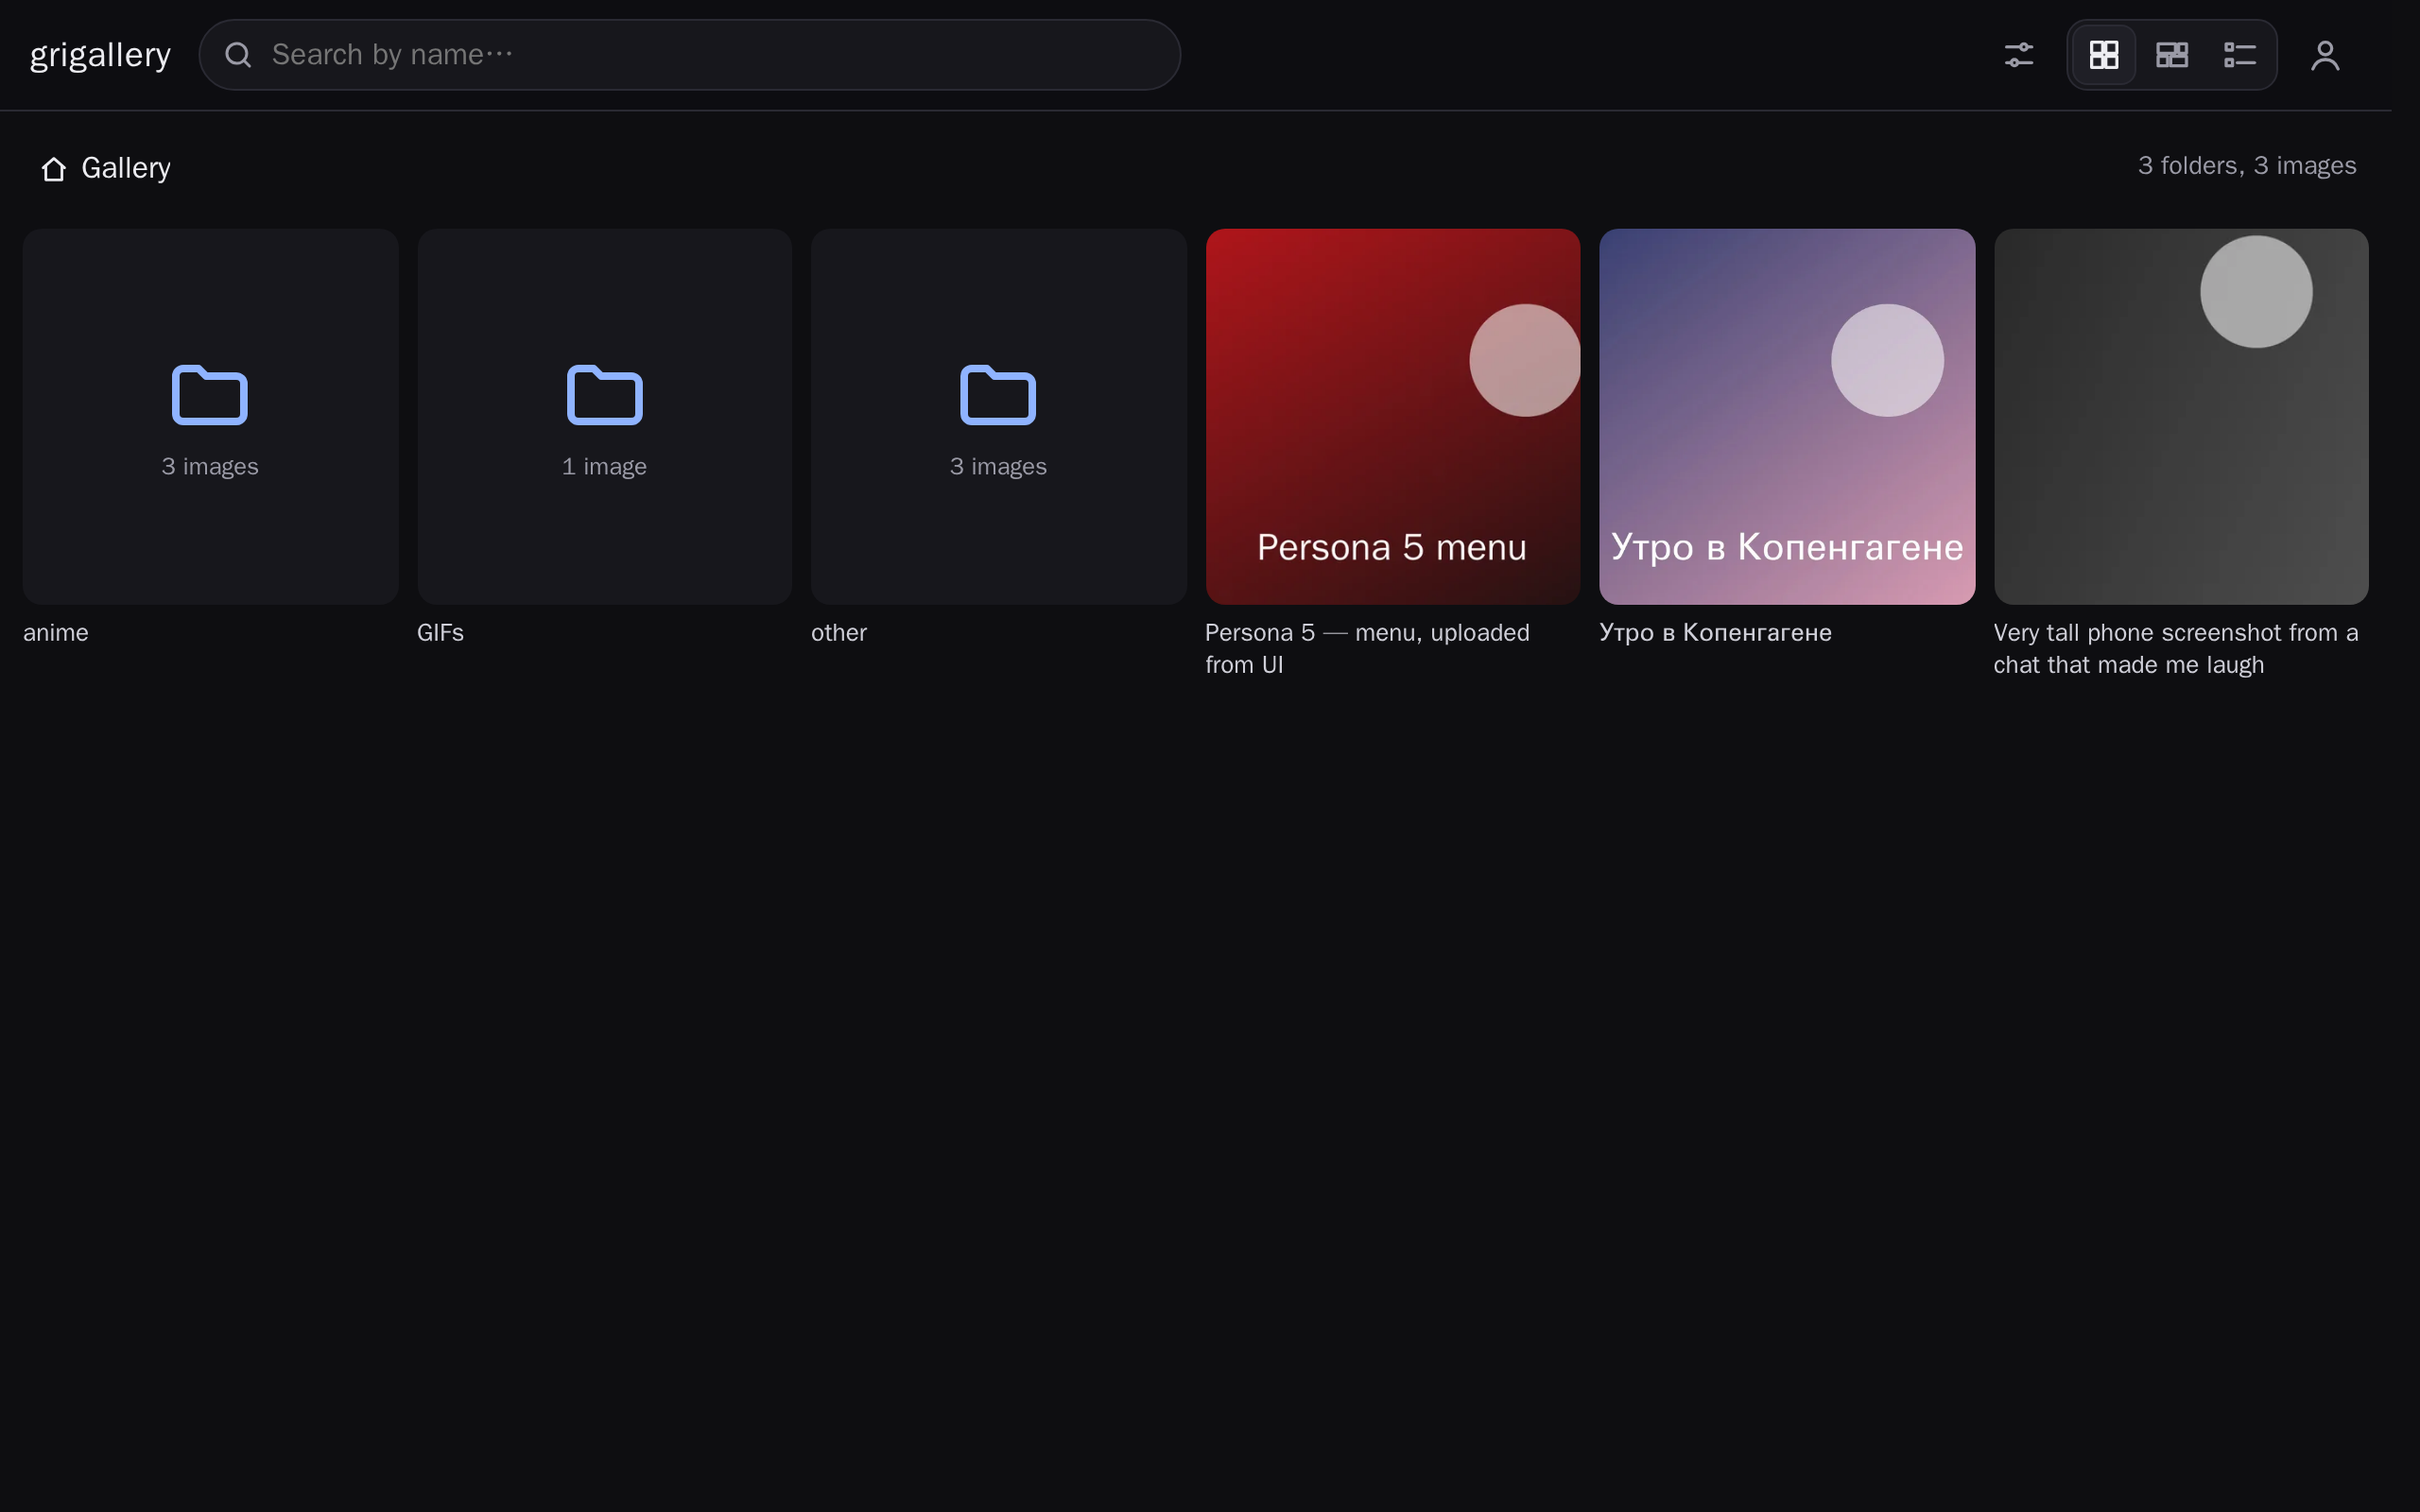 grigallery
Search by name···
Gallery
3 folders, 3 images
3 images
1 image
3 images
Persona 5 menu
Утро в Копенгагене
anime
GIFs
other
Persona 5 — menu, uploaded
from UI
Утро в Копенгагене
Very tall phone screenshot from a
chat that made me laugh